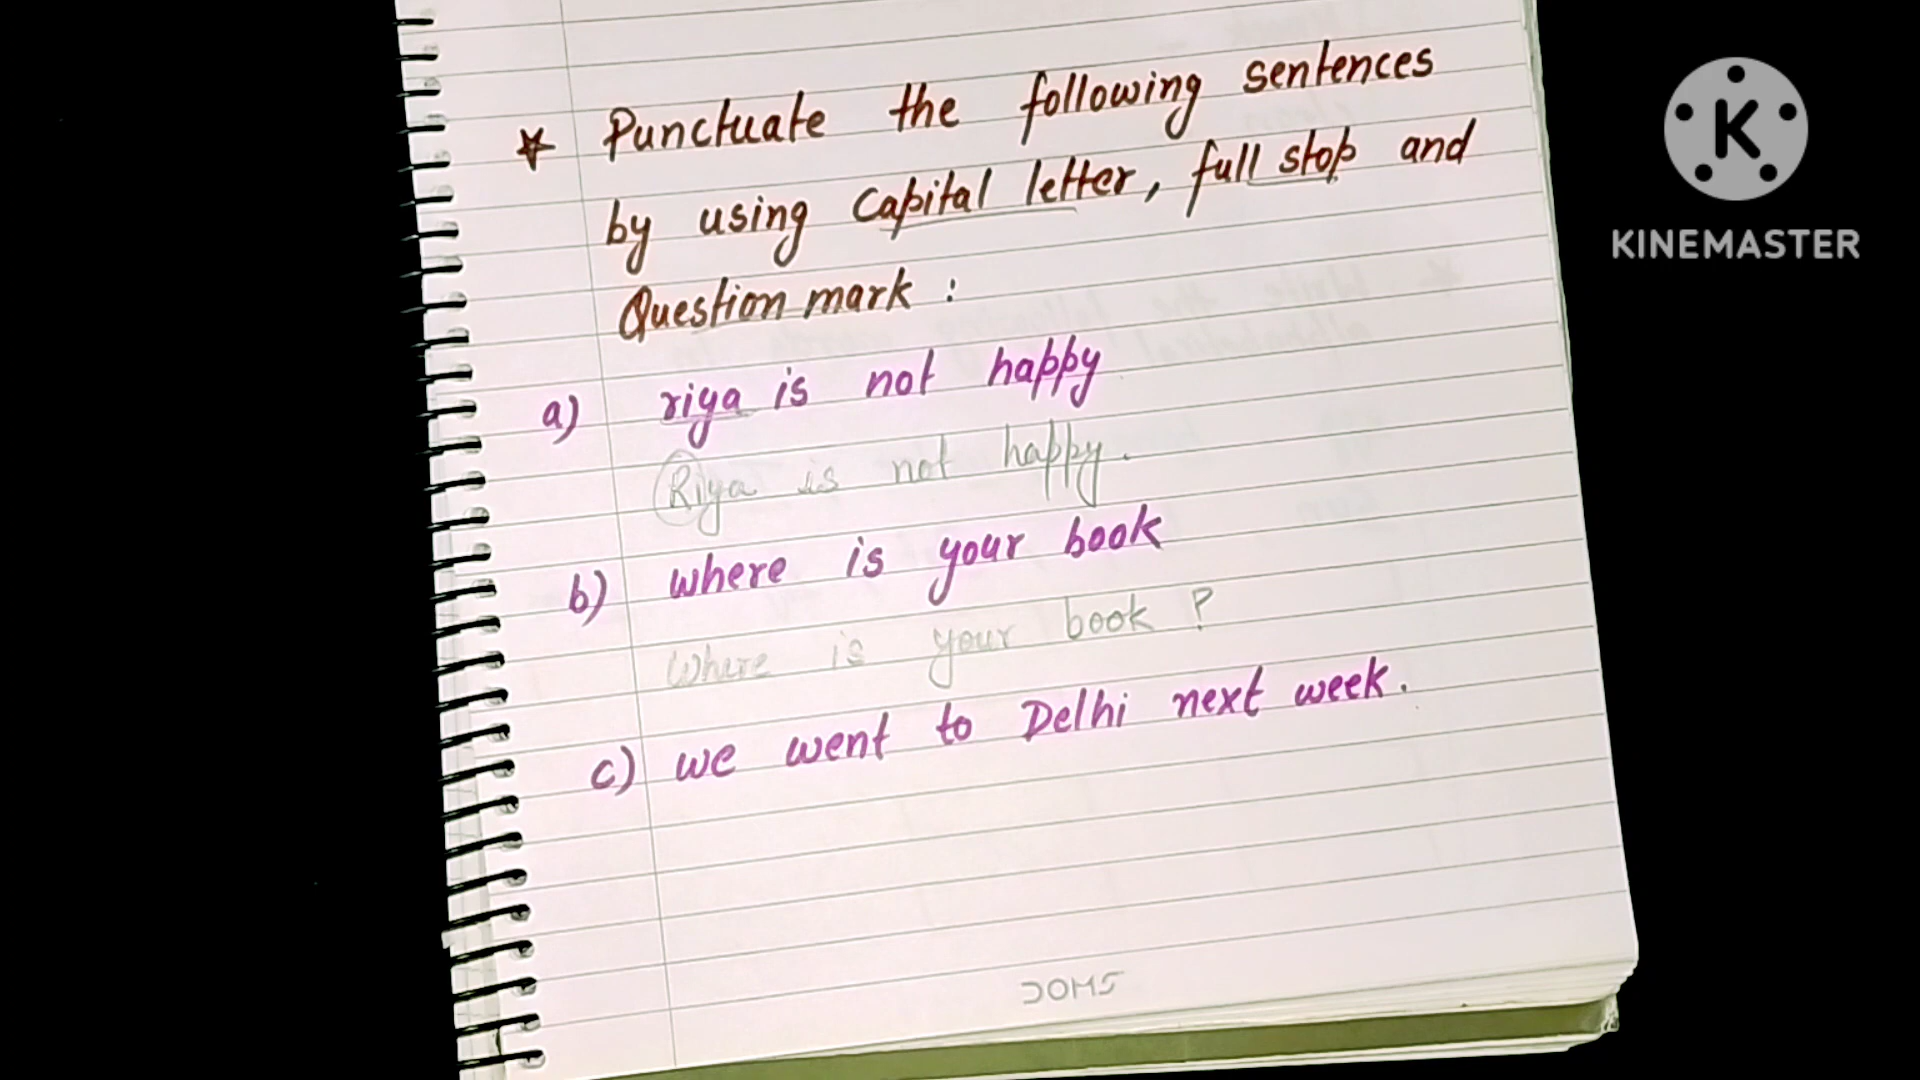 * Punctuate the following sentences
by using Capital letter, full stop and
Question mark :
a) riya is not happy
Riya is not happy.
b) where is your book
Where is your book ?
c) we went to Delhi next week.
DOMS
KINEMASTER